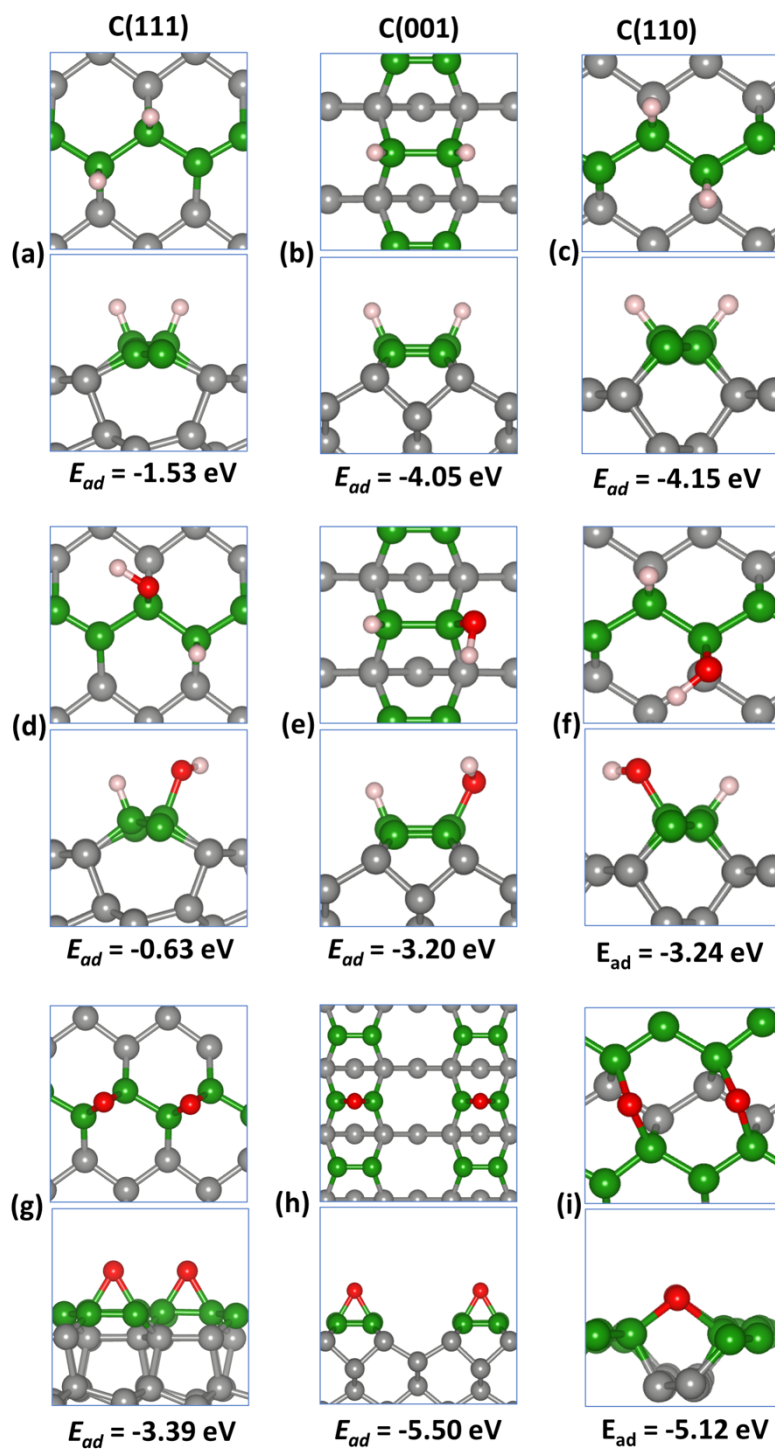 C(111) C(001) C(110)
(a) (b) (c)
E_ad = -1.53 eV E_ad = -4.05 eV E_ad = -4.15 eV
(d) (e) (f)
E_ad = -0.63 eV E_ad = -3.20 eV E_ad = -3.24 eV
(g) (h) (i)
E_ad = -3.39 eV E_ad = -5.50 eV E_ad = -5.12 eV